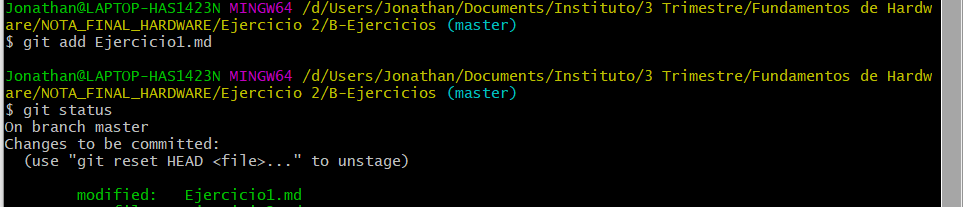 Jonathan@LAPTOP-HAS1423N MINGW64 /d/Users/Jonathan/Documents/Instituto/3 Trimestre/Fundamentos de Hardw
are/NOTA_FINAL_HARDWARE/Ejercicio 2/B-Ejercicios (master)
$ git add Ejercicio1.md
Jonathan@LAPTOP-HAS1423N MINGW64 /d/Users/Jonathan/Documents/Instituto/3 Trimestre/Fundamentos de Hardw
are/NOTA_FINAL_HARDWARE/Ejercicio 2/B-Ejercicios (master)
$ git status
On branch master
Changes to be committed:
(use "git reset HEAD <file>..." to unstage)
modified: Ejercicio1.md